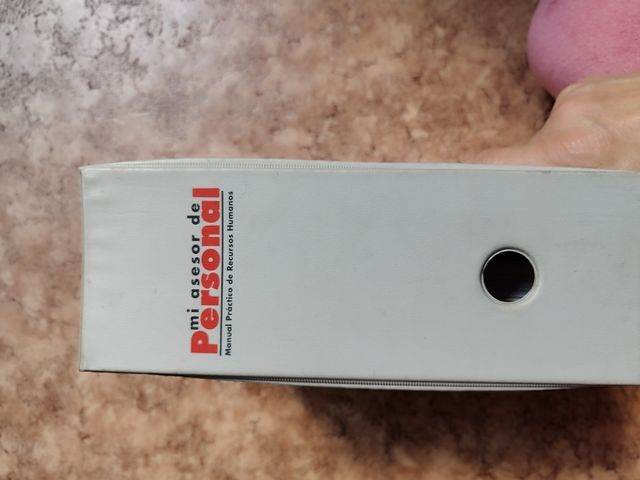 mi asesor de
Personal
Manual Práctico de Recursos Humanos